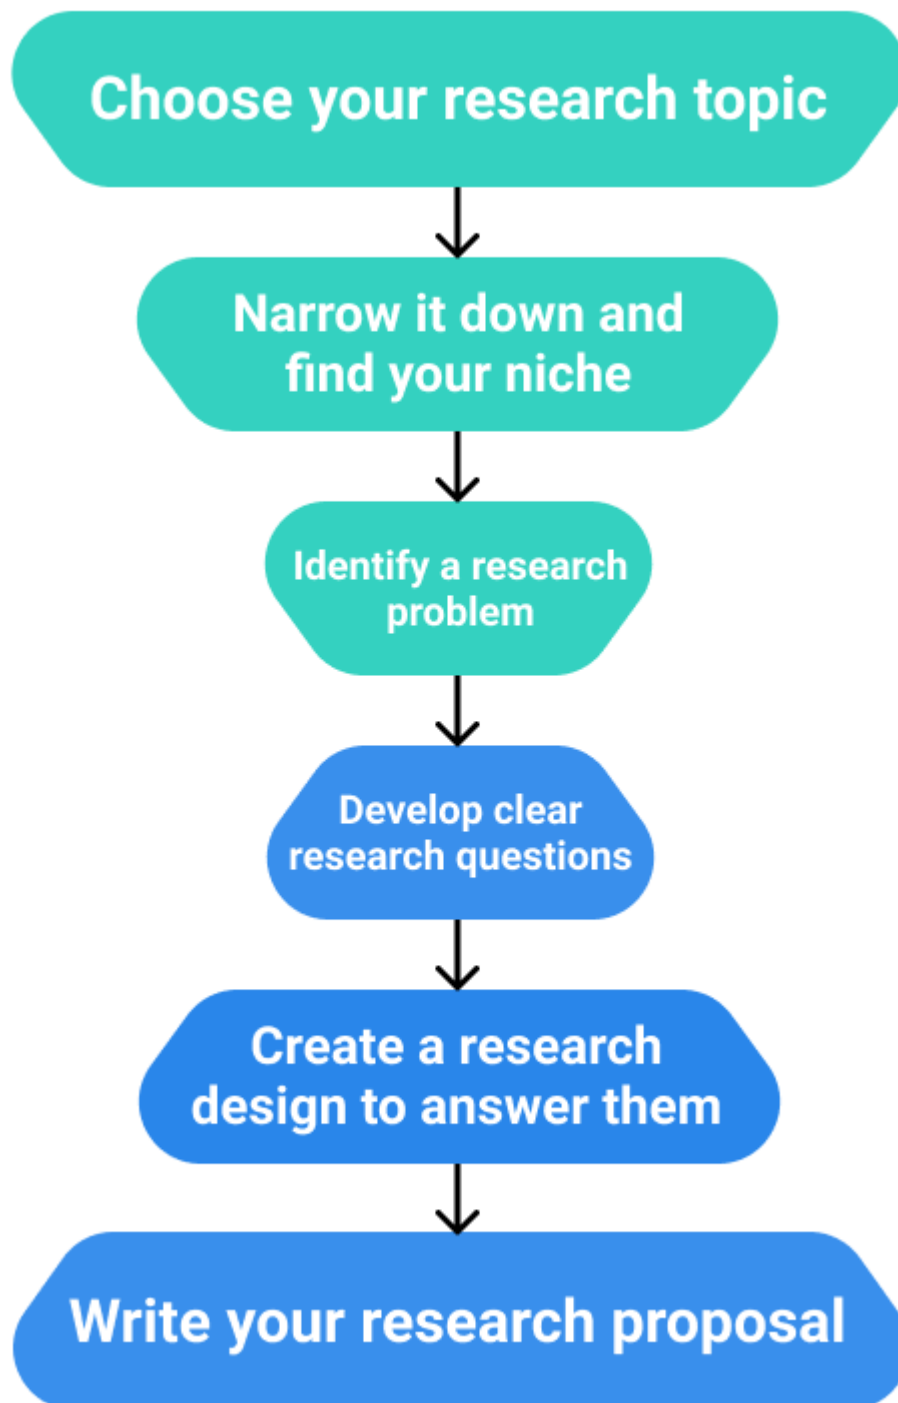 Choose your research topic
Narrow it down and
find your niche
Identify a research
problem
Develop clear
research questions
Create a research
design to answer them
Write your research proposal